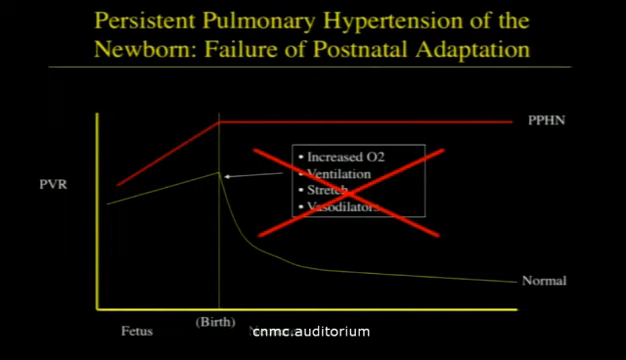 Persistent Pulmonary Hypertension of the
Newborn: Failure of Postnatal Adaptation
PPHN
• Increased O2
• Ventilation
• Stretch
• Vasodilators
PVR
Normal
Fetus
(Birth)
cnmc.auditorium